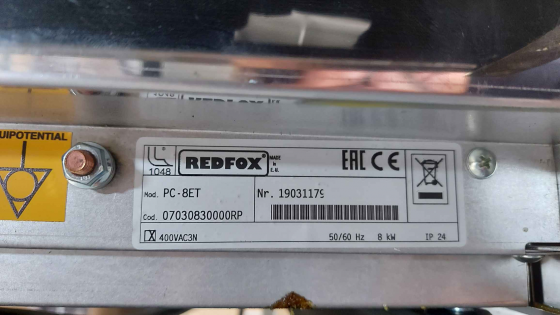 UIPOTENTIAL
1048
REDFOX®
MADE
in
E.U.
EAC CE
Mod. PC-8ET
Nr. 19031179
Cod. 07030830000RP
X 400VAC3N
50/60 Hz 8 kW
IP 24